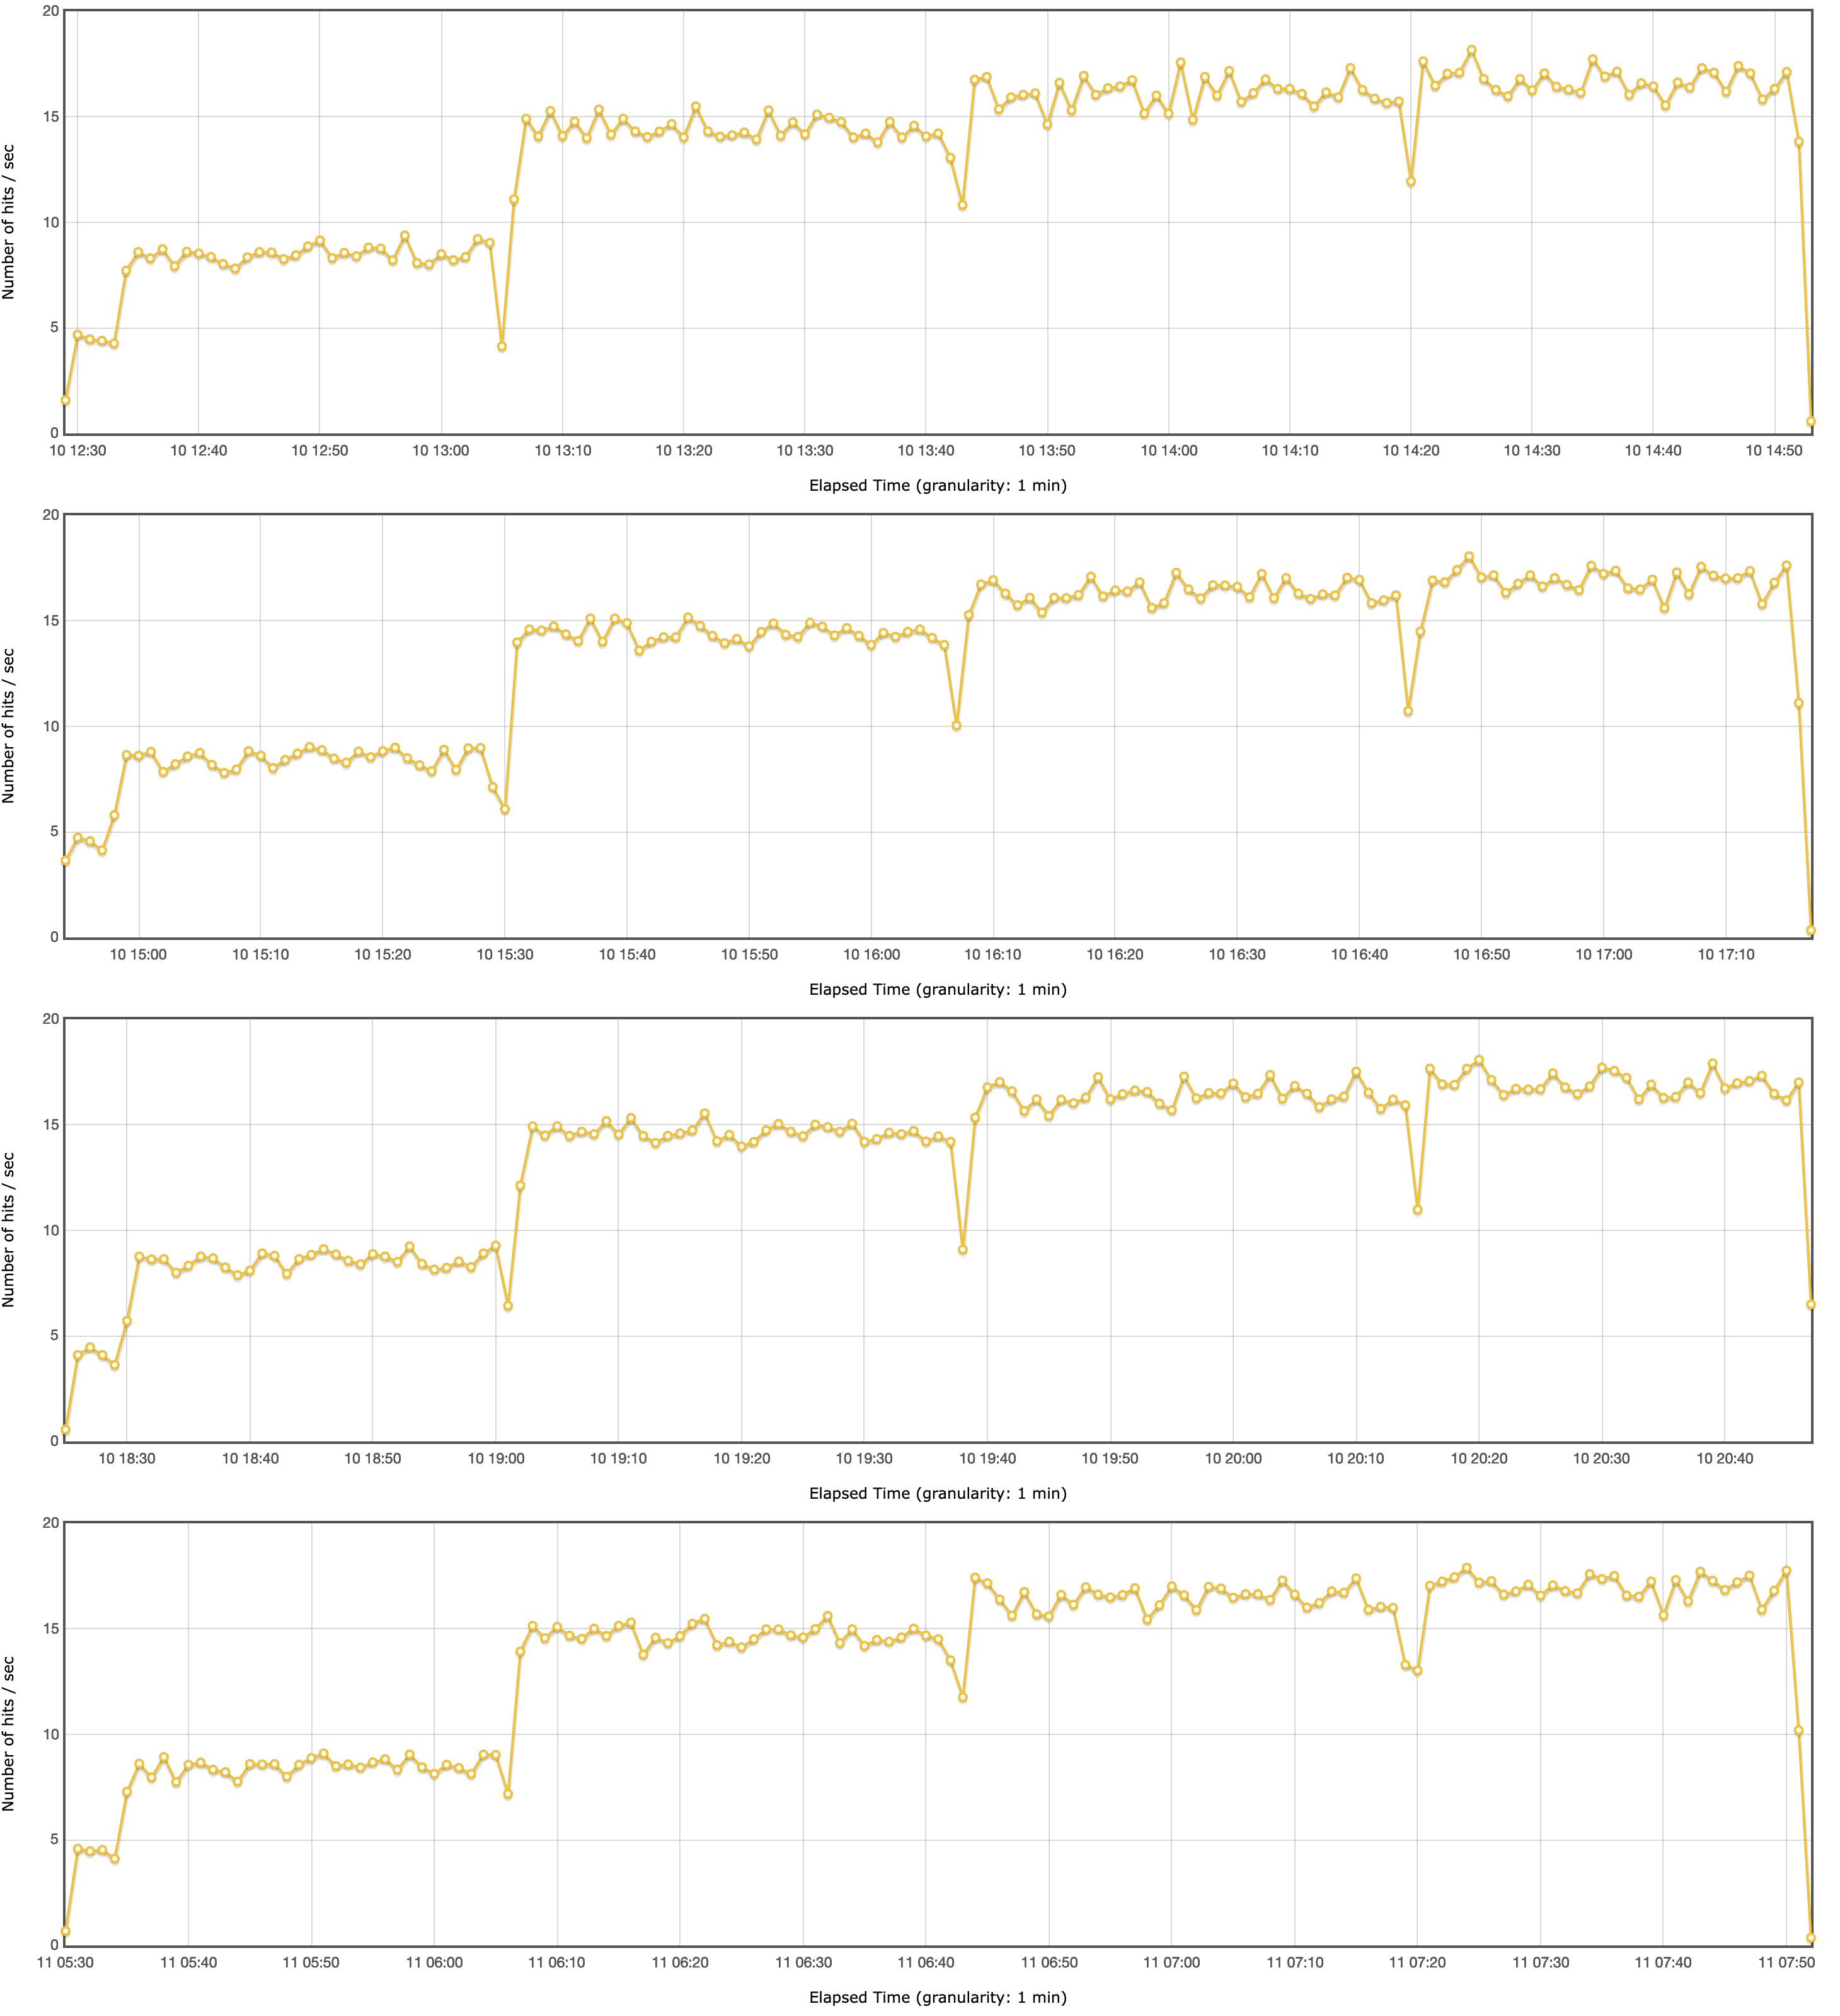 20
15
10
5
0
Number of hits / sec
10 12:30 10 12:40 10 12:50 10 13:00 10 13:10 10 13:20 10 13:30 10 13:40 10 13:50 10 14:00 10 14:10 10 14:20 10 14:30 10 14:40 10 14:50
Elapsed Time (granularity: 1 min)
20
15
10
5
0
Number of hits / sec
10 15:00 10 15:10 10 15:20 10 15:30 10 15:40 10 15:50 10 16:00 10 16:10 10 16:20 10 16:30 10 16:40 10 16:50 10 17:00 10 17:10
Elapsed Time (granularity: 1 min)
20
15
10
5
0
Number of hits / sec
10 18:30 10 18:40 10 18:50 10 19:00 10 19:10 10 19:20 10 19:30 10 19:40 10 19:50 10 20:00 10 20:10 10 20:20 10 20:30 10 20:40
Elapsed Time (granularity: 1 min)
20
15
10
5
0
Number of hits / sec
11 05:30 11 05:40 11 05:50 11 06:00 11 06:10 11 06:20 11 06:30 11 06:40 11 06:50 11 07:00 11 07:10 11 07:20 11 07:30 11 07:40 11 07:50
Elapsed Time (granularity: 1 min)